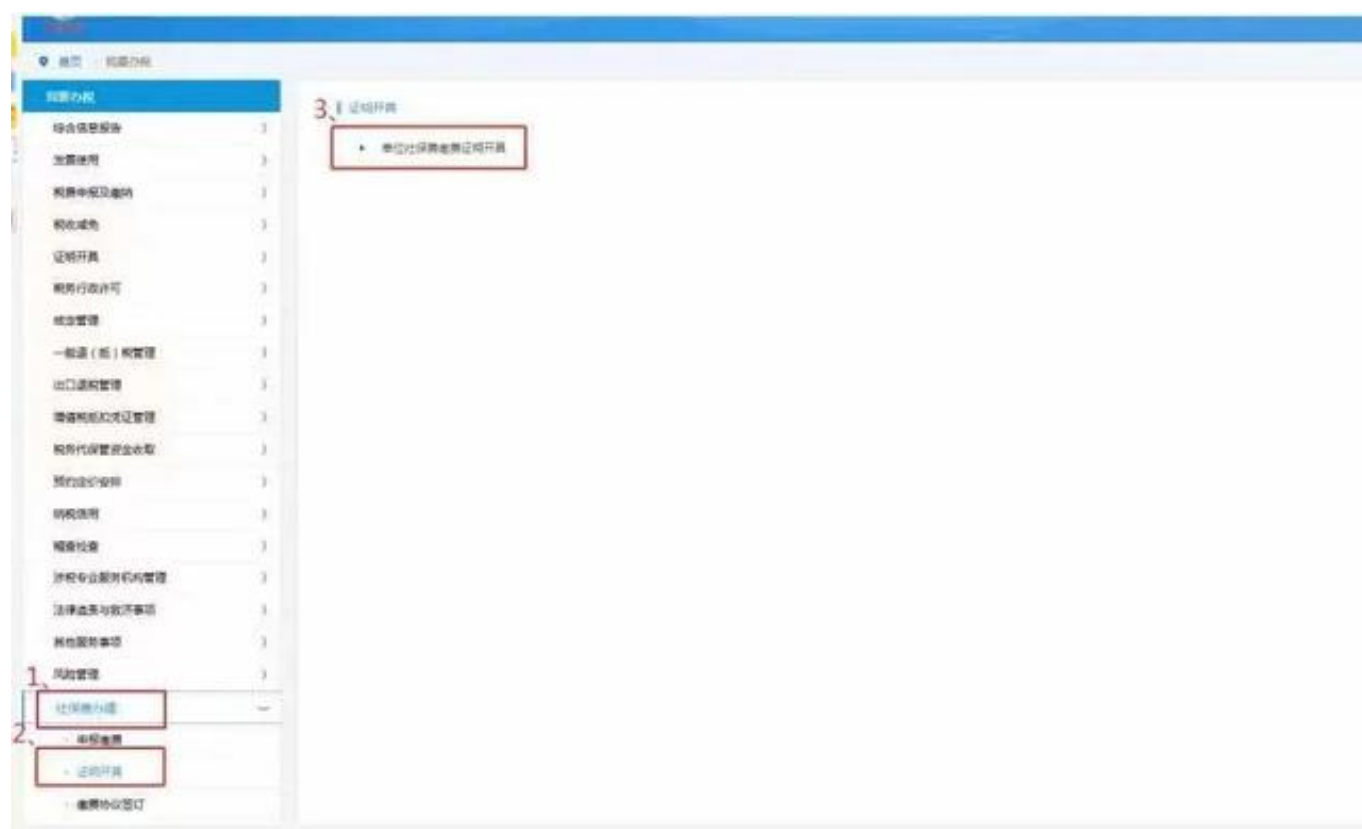 首页 我要办税
我要办税
综合信息报告
发票使用
税费申报及缴纳
税收减免
证明开具
税务行政许可
核定管理
一般退(抵)税管理
出口退税管理
增值税抵扣凭证管理
税务代保管资金收取
预约定价安排
纳税信用
稽查检查
涉税专业服务机构管理
法律追责与救济事项
其他服务事项
风险管理
1、
社保费办理
2、
申报缴费
证明开具
缴费协议签订
3、 证明开具
单位社保费缴费证明开具